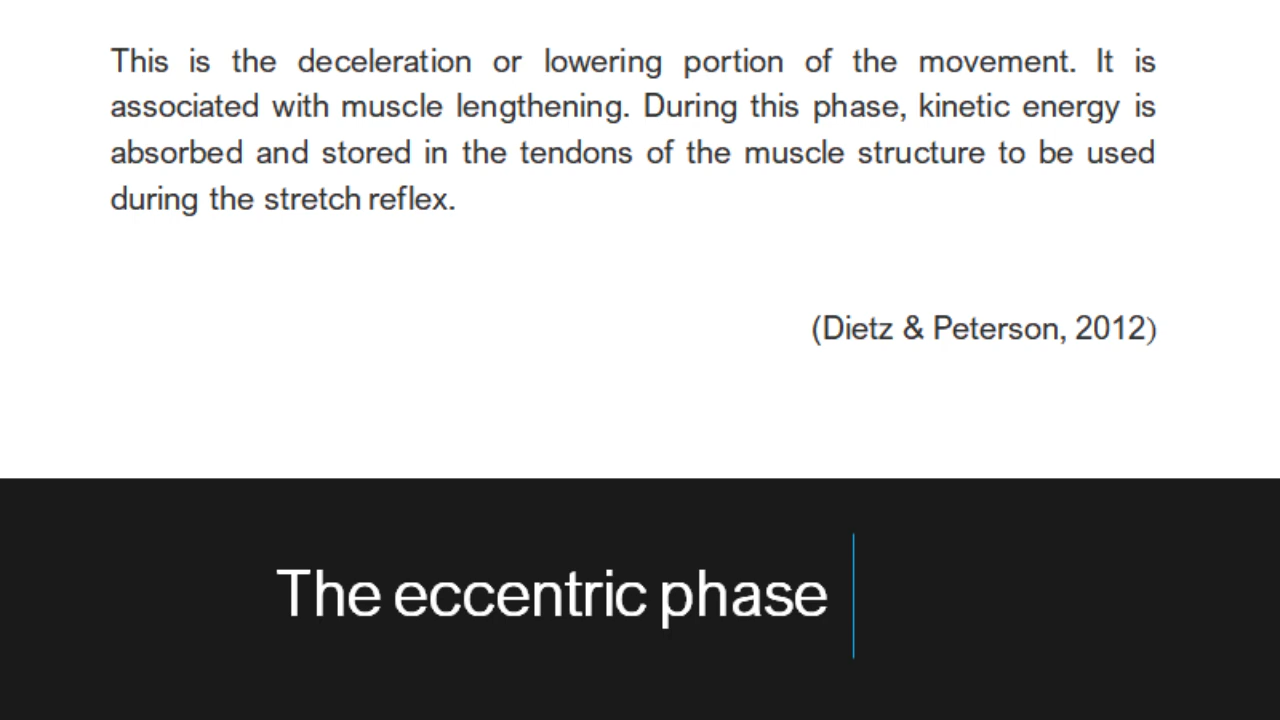 This is the deceleration or lowering portion of the movement. It is
associated with muscle lengthening. During this phase, kinetic energy is
absorbed and stored in the tendons of the muscle structure to be used
during the stretch reflex.
(Dietz & Peterson, 2012)
The eccentric phase